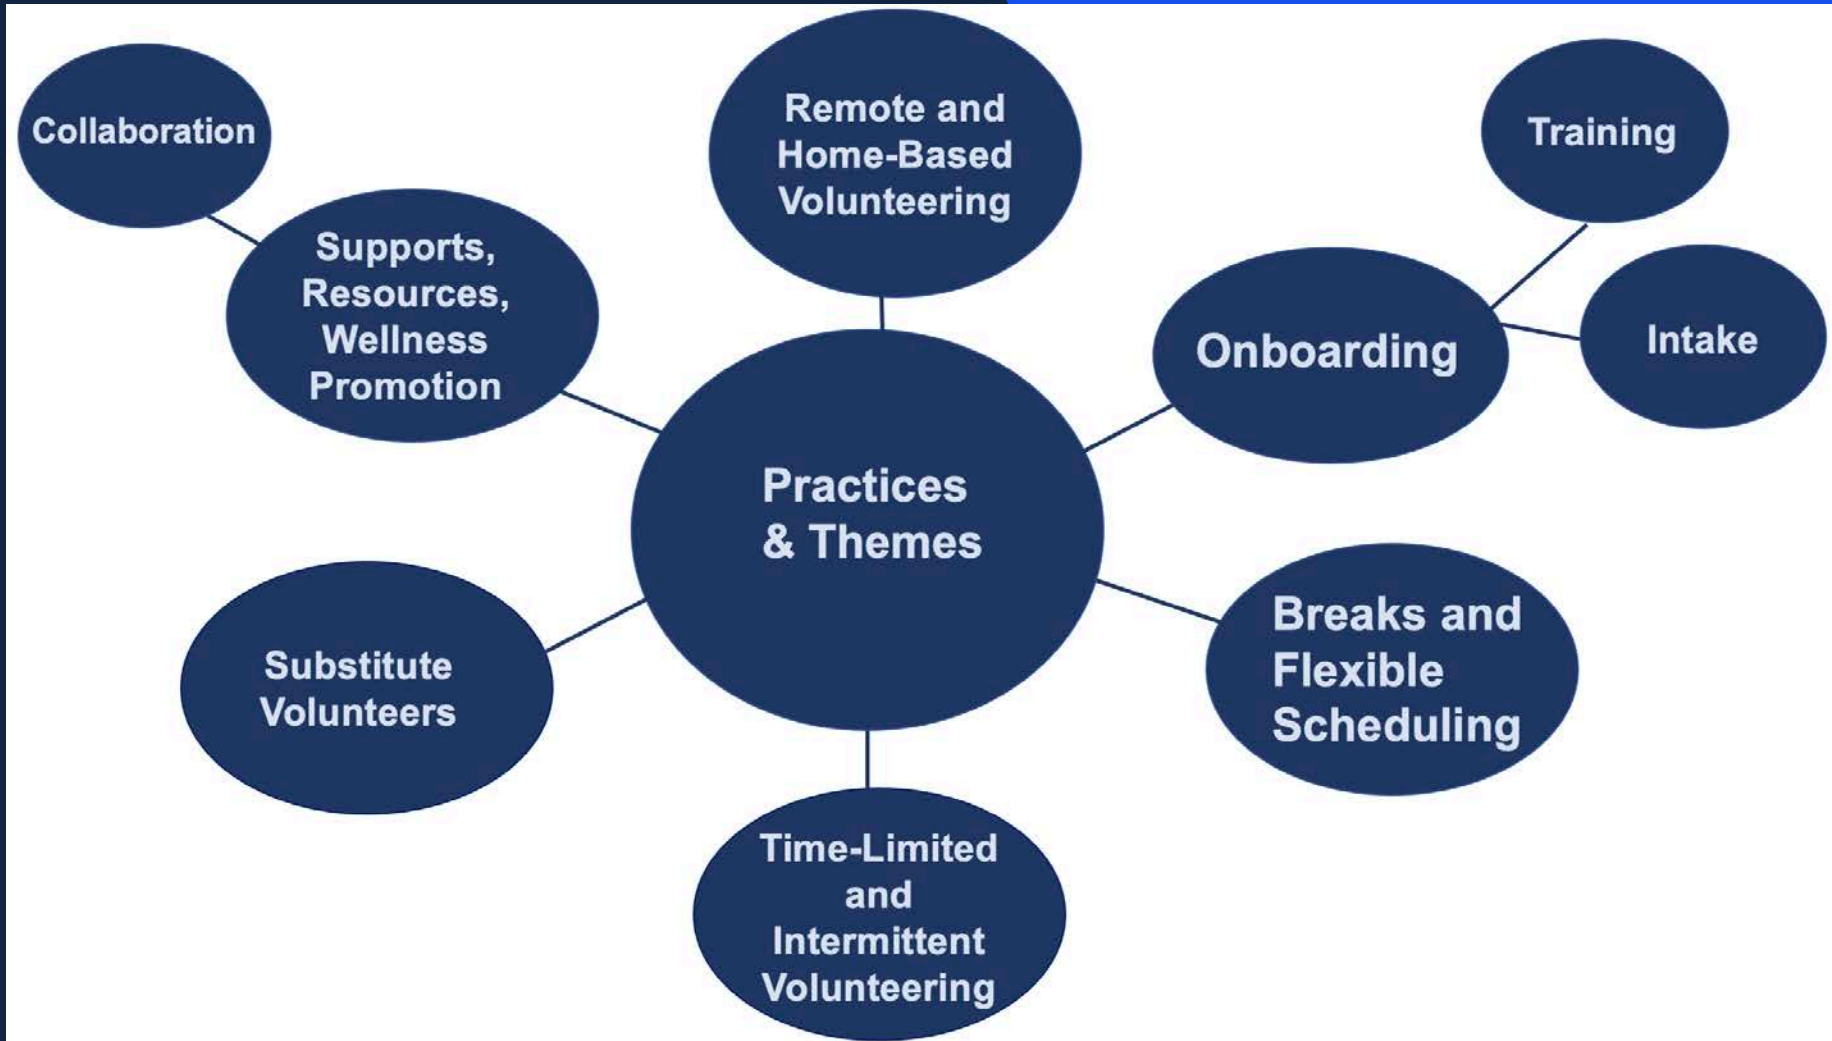 Collaboration
Supports,
Resources,
Wellness
Promotion
Remote and
Home-Based
Volunteering
Training
Intake
Onboarding
Practices
& Themes
Substitute
Volunteers
Breaks and
Flexible
Scheduling
Time-Limited
and
Intermittent
Volunteering